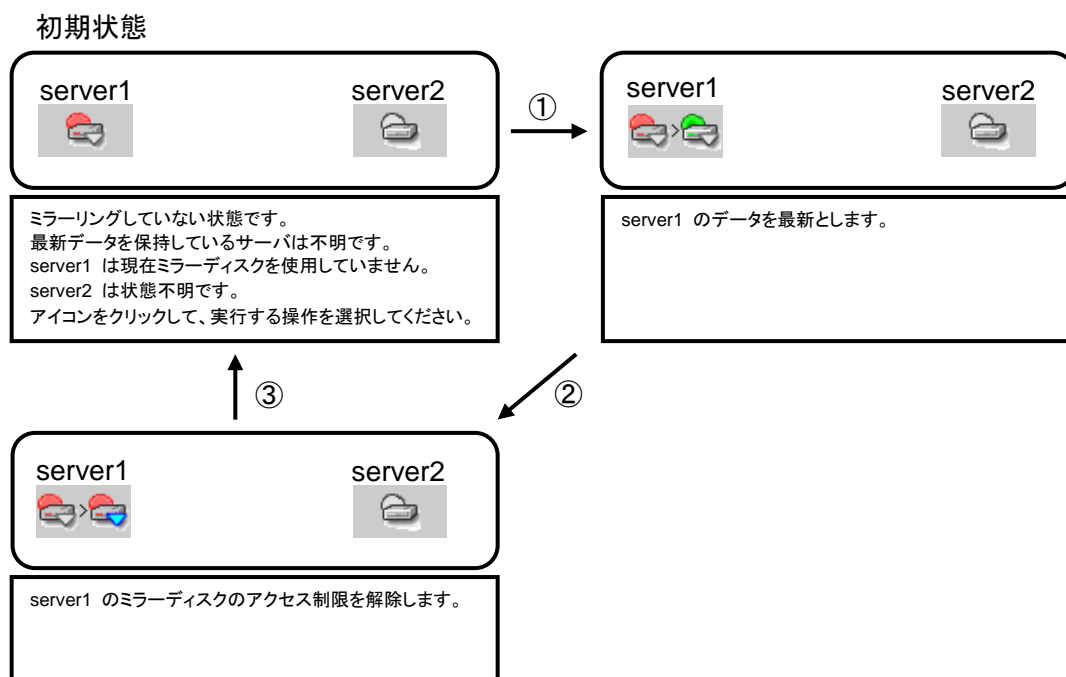 初期状態
server1
server2
①
server1
server2
ミラーリングしていない状態です。
最新データを保持しているサーバは不明です。
server1 は現在ミラーディスクを使用していません。
server2 は状態不明です。
アイコンをクリックして、実行する操作を選択してください。
server1 のデータを最新とします。
③
②
server1
server2
server1 のミラーディスクのアクセス制限を解除します。